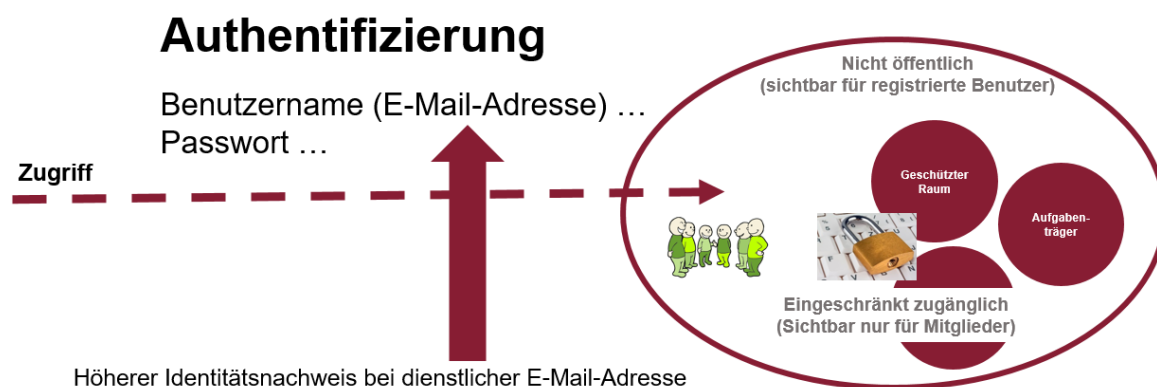 Authentifizierung
Benutzername (E-Mail-Adresse) …
Passwort …
Zugriff
Nicht öffentlich
(sichtbar für registrierte Benutzer)
Geschützter
Raum
Aufgaben-
träger
Eingeschränkt zugänglich
(Sichtbar nur für Mitglieder)
Höherer Identitätsnachweis bei dienstlicher E-Mail-Adresse